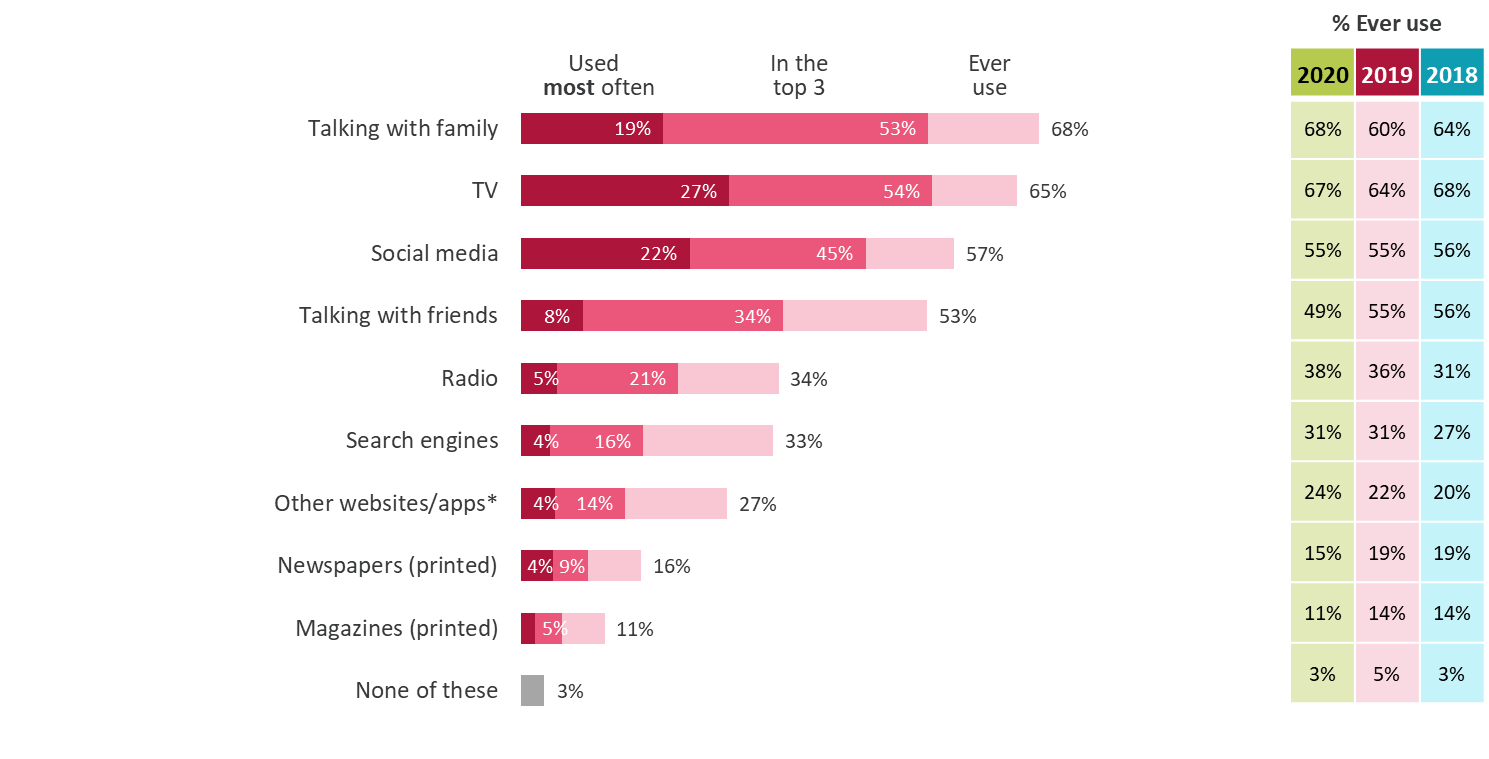 % Ever use
Used most often
In the top 3
Ever use
2020 2019 2018
Talking with family 19% 53% 68% 68% 60% 64%
TV 27% 54% 65% 67% 64% 68%
Social media 22% 45% 57% 55% 55% 56%
Talking with friends 8% 34% 53% 49% 55% 56%
Radio 5% 21% 34% 38% 36% 31%
Search engines 4% 16% 33% 31% 31% 27%
Other websites/apps* 4% 14% 27% 24% 22% 20%
Newspapers (printed) 4% 9% 16% 15% 19% 19%
Magazines (printed) 5% 11% 11% 14% 14%
None of these 3% 3% 5% 3%